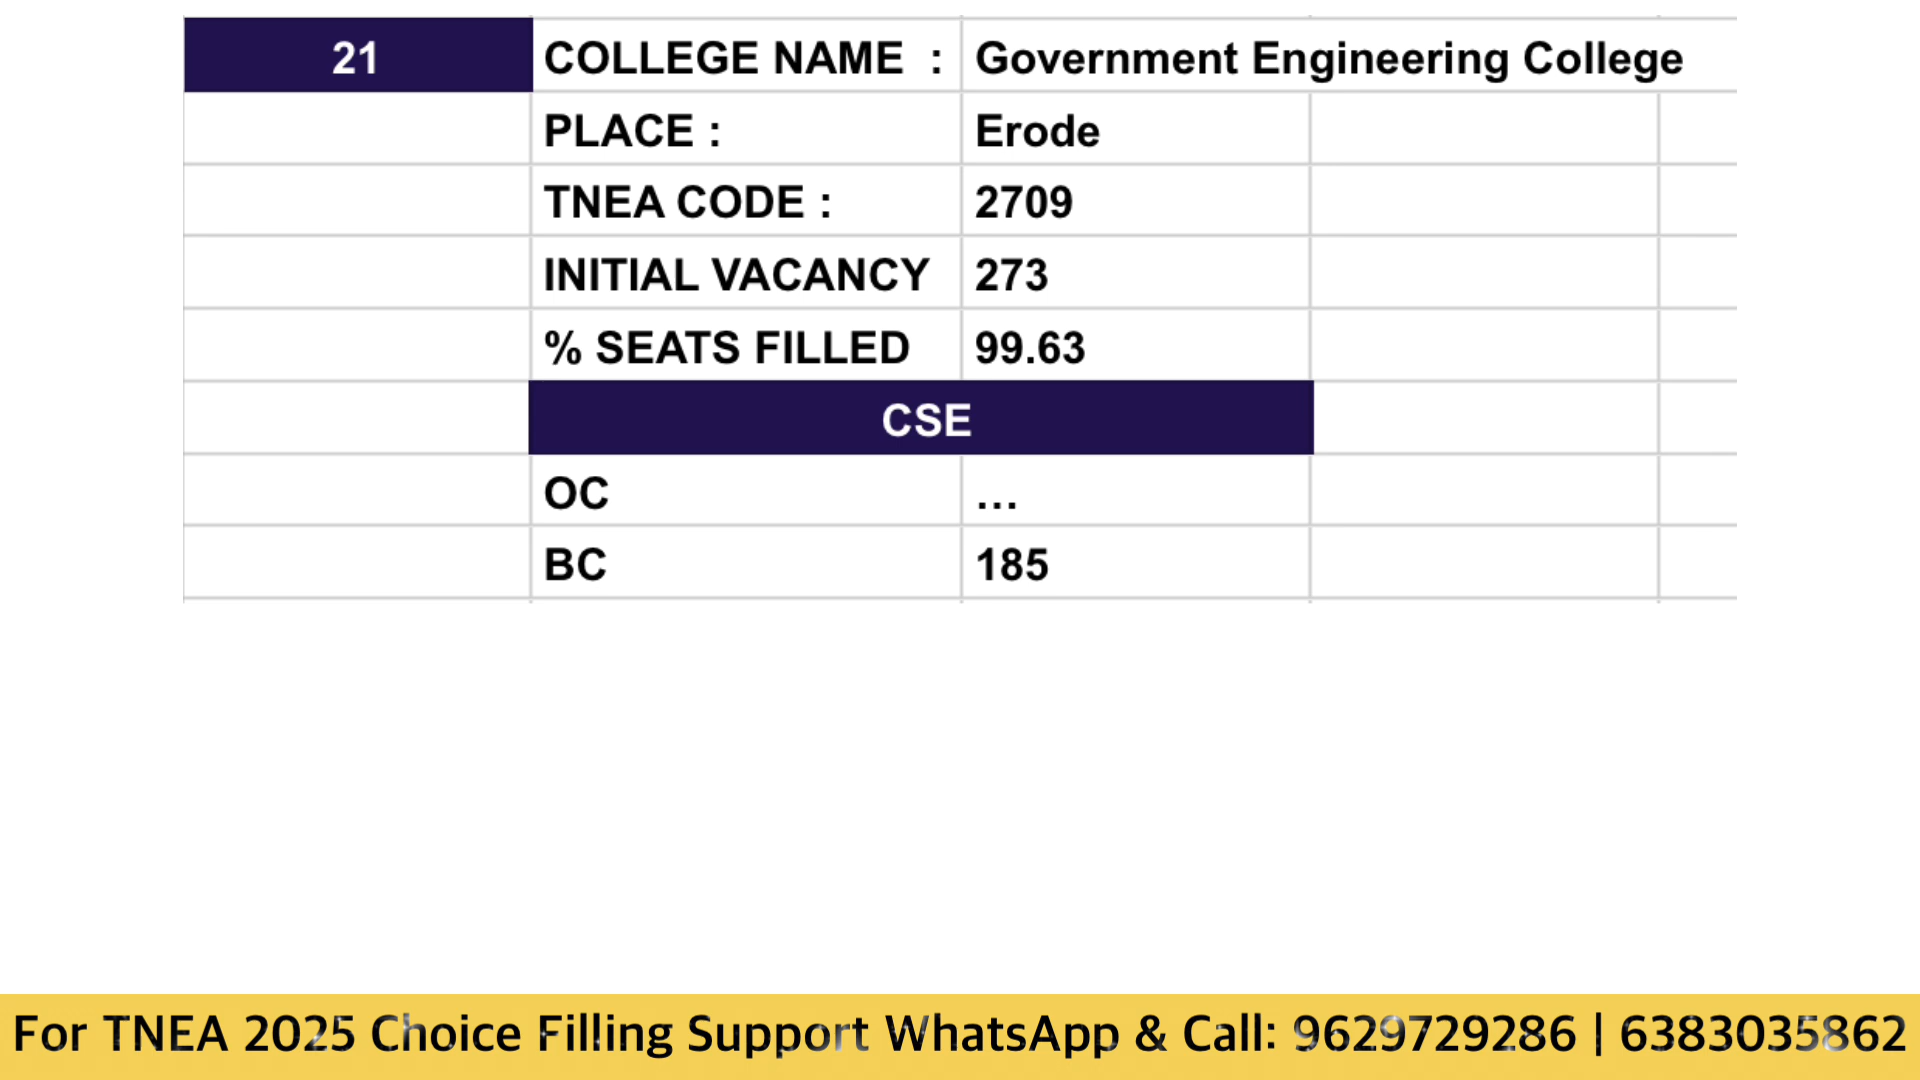 21 COLLEGE NAME : Government Engineering College
PLACE : Erode
TNEA CODE : 2709
INITIAL VACANCY 273
% SEATS FILLED 99.63
CSE
OC ...
BC 185
For TNEA 2025 Choice Filling Support WhatsApp & Call: 9629729286 | 6383035862